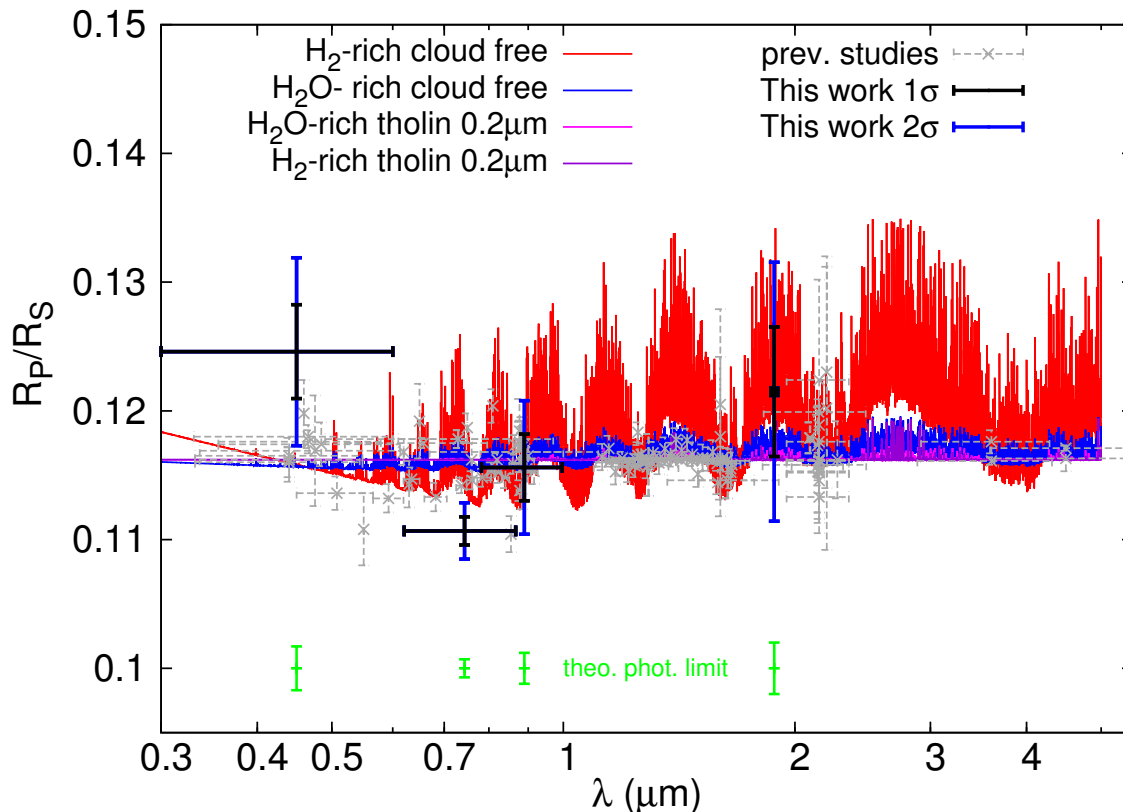 0.15
0.14
0.13
0.12
0.11
0.1
R_P/R_S
H₂-rich cloud free
H₂O- rich cloud free
H₂O-rich tholin 0.2μm
H₂-rich tholin 0.2μm
prev. studies
This work 1σ
This work 2σ
theo. phot. limit
0.3 0.4 0.5 0.7 1 2 3 4
λ (μm)